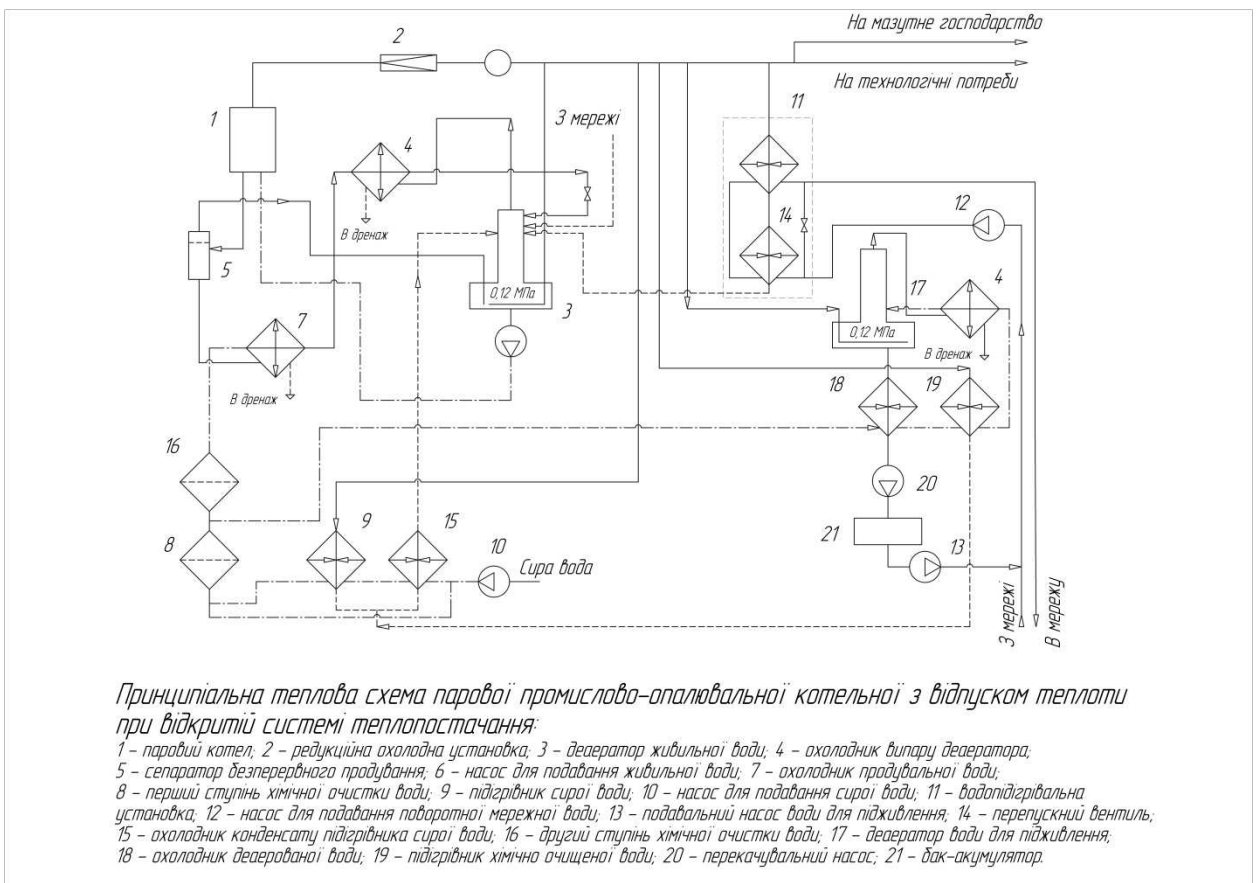 На мазутне господарство
2
На технологічні потреби
11
1
4
З мережі
14
12
В дренаж
5
17
4
0,12 МПа
3
0,12 МПа
7
В дренаж
18
19
В дренаж
16
20
9
15
8
10
21
13
Сира вода
З мережі
В мережу
Принципіальна теплова схема парової промислово-опалювальної котельної з відпуском теплоти
при відкритій системі теплопостачання:
1 – паровий котел; 2 – редукційна охолодна установка; 3 – деаератор живильної води; 4 – охолодник випару деаератора;
5 – сепаратор безперервного продування; 6 – насос для подавання живильної води; 7 – охолодник продувальної води;
8 – перший ступінь хімічної очистки води; 9 – підігрівник сирої води; 10 – насос для подавання сирої води; 11 – водопідігрівальна
установка; 12 – насос для подавання поворотної мережної води; 13 – подавальний насос води для підживлення; 14 – перепускний вентиль;
15 – охолодник конденсату підігрівника сирої води; 16 – другий ступінь хімічної очистки води; 17 – деаератор води для підживлення;
18 – охолодник деаерованої води; 19 – підігрівник хімічно очищеної води; 20 – перекачувальний насос; 21 – бак-акумулятор.